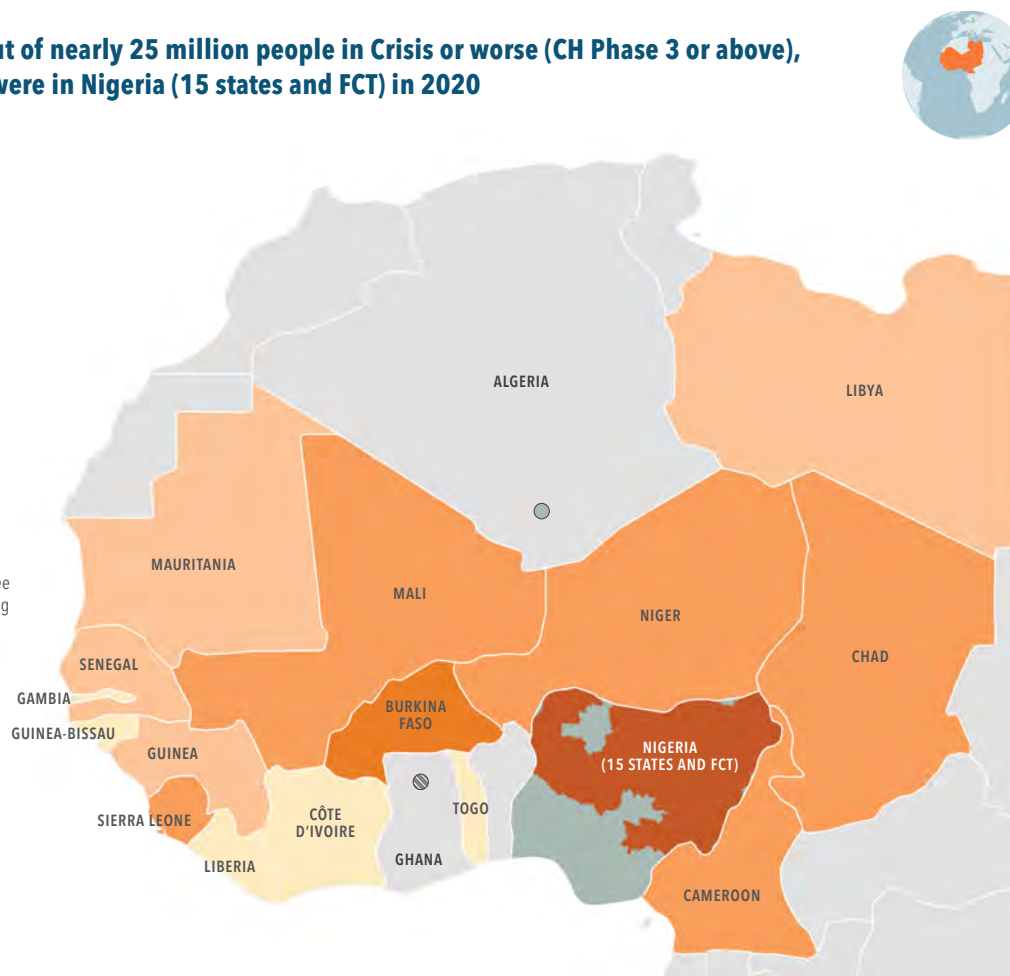 ut of nearly 25 million people in Crisis or worse (CH Phase 3 or above),
were in Nigeria (15 states and FCT) in 2020
ALGERIA
LIBYA
MAURITANIA
ee
g
MALI
NIGER
CHAD
SENEGAL
GAMBIA
GUINEA-BISSAU
BURKINA
FASO
GUINEA
NIGERIA
(15 STATES AND FCT)
SIERRA LEONE
CÔTE
D'IVOIRE
TOGO
LIBERIA
GHANA
CAMEROON